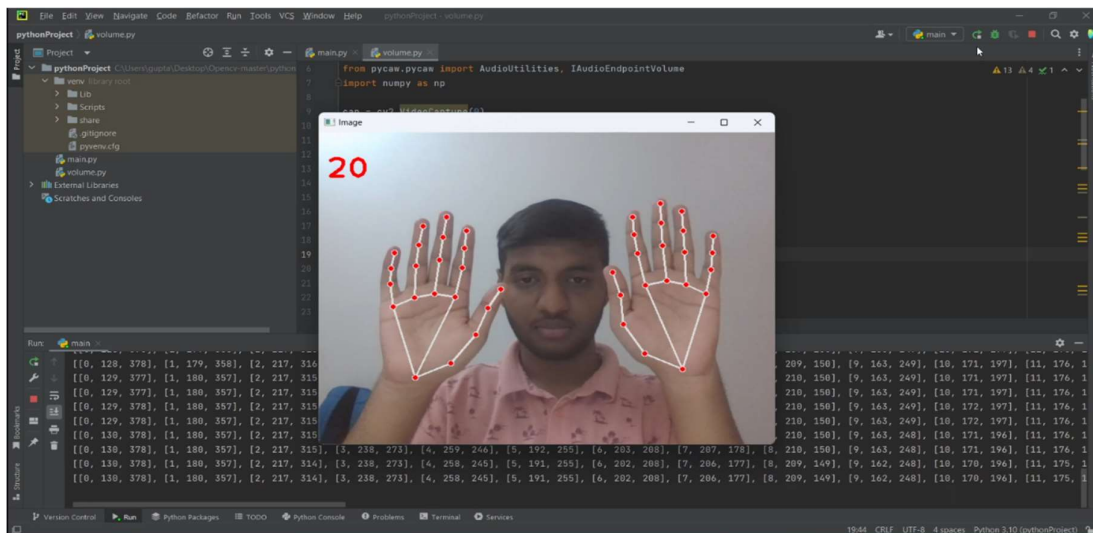 File Edit View Navigate Code Refactor Run Tools VCS Window Help pythonProject - volume.py
pythonProject volume.py main
Project main.py volume.py
pythonProject C:\Users\gupta\Desktop\Opencv-master\python
venv library root
Lib
Scripts
share
.gitignore
pyvenv.cfg
main.py
volume.py
External Libraries
Scratches and Consoles
from pycaw.pycaw import AudioUtilities, IAudioEndpointVolume
import numpy as np
cap = cv2.VideoCapture(0)
13 4 1
Image
20
Run: main
[[0, 129, 377], [1, 180, 357], [2, 217, 315
[[0, 129, 377], [1, 180, 357], [2, 217, 315
[[0, 129, 378], [1, 180, 357], [2, 217, 315
[[0, 129, 378], [1, 180, 357], [2, 217, 315
[[0, 130, 378], [1, 180, 357], [2, 217, 315
[[0, 130, 378], [1, 180, 357], [2, 217, 315], [3, 238, 273], [4, 259, 246], [5, 192, 255], [6, 203, 208], [7, 207, 178], [8, 210, 150], [9, 163, 248], [10, 171, 196], [11, 176, 1
[[0, 130, 378], [1, 180, 357], [2, 217, 314], [3, 238, 273], [4, 258, 245], [5, 191, 255], [6, 202, 208], [7, 206, 177], [8, 209, 149], [9, 162, 248], [10, 170, 196], [11, 175, 1
[[0, 130, 378], [1, 180, 357], [2, 217, 314], [3, 238, 273], [4, 258, 245], [5, 191, 255], [6, 202, 208], [7, 206, 177], [8, 209, 149], [9, 162, 248], [10, 170, 196], [11, 175, 1
Bookmarks
Structure
Version Control Run Python Packages TODO Python Console Problems Terminal Services
19:44 CRLF UTF-8 4 spaces Python 3.10 (pythonProject)